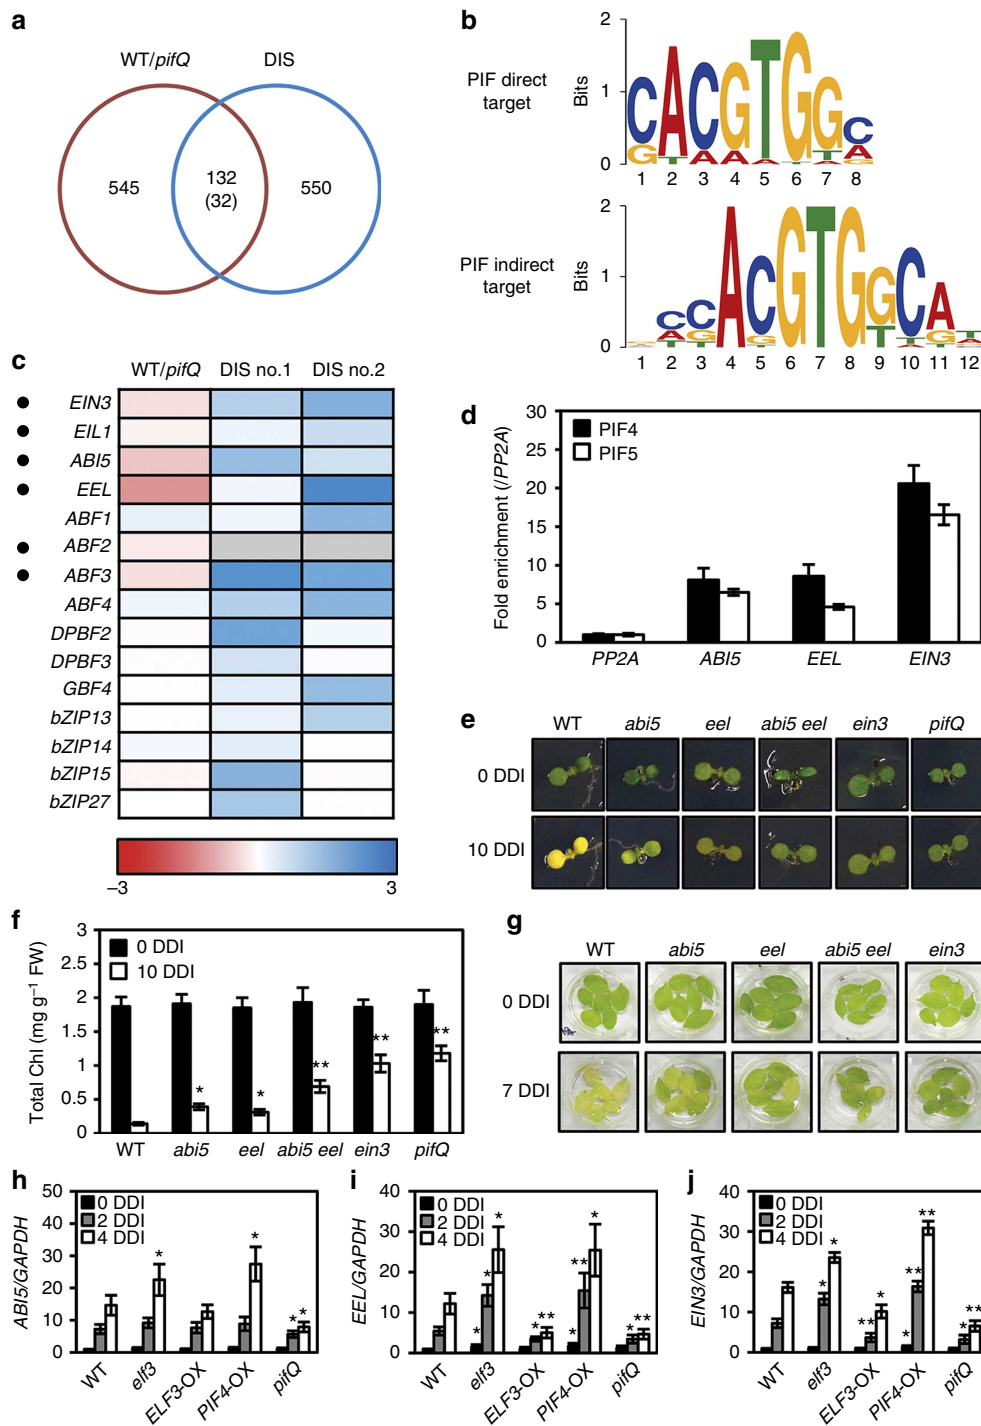 a
WT/pifQ
DIS
545
132
(32)
550
b
PIF direct
target
Bits
2
1
0
CACGTGGC
GTAAATTA
G
1 2 3 4 5 6 7 8
PIF indirect
target
Bits
2
1
0
CCACGTGGCA
1 2 3 4 5 6 7 8 9 10 11 12
c
WT/pifQ DIS no.1 DIS no.2
EIN3
EIL1
ABI5
EEL
ABF1
ABF2
ABF3
ABF4
DPBF2
DPBF3
GBF4
bZIP13
bZIP14
bZIP15
bZIP27
–3 3
d
Fold enrichment (/PP2A)
30
25
20
15
10
5
0
PIF4
PIF5
PP2A ABI5 EEL EIN3
e
WT abi5 eel abi5 eel ein3 pifQ
0 DDI
10 DDI
f
Total Chl (mg g–1 FW)
3
2.5
2
1.5
1
0.5
0
0 DDI
10 DDI
* * ** ** **
WT abi5 eel abi5 eel ein3 pifQ
g
WT abi5 eel abi5 eel ein3
0 DDI
7 DDI
h
ABI5/GAPDH
50
40
30
20
10
0
0 DDI
2 DDI
4 DDI
* * * *
WT elf3 ELF3-OX PIF4-OX pifQ
i
EEL/GAPDH
40
30
20
10
0
0 DDI
2 DDI
4 DDI
* * * * ** * ** * * **
WT elf3 ELF3-OX PIF4-OX pifQ
j
EIN3/GAPDH
40
30
20
10
0
0 DDI
2 DDI
4 DDI
* * ** * * ** ** * **
WT elf3 ELF3-OX PIF4-OX pifQ